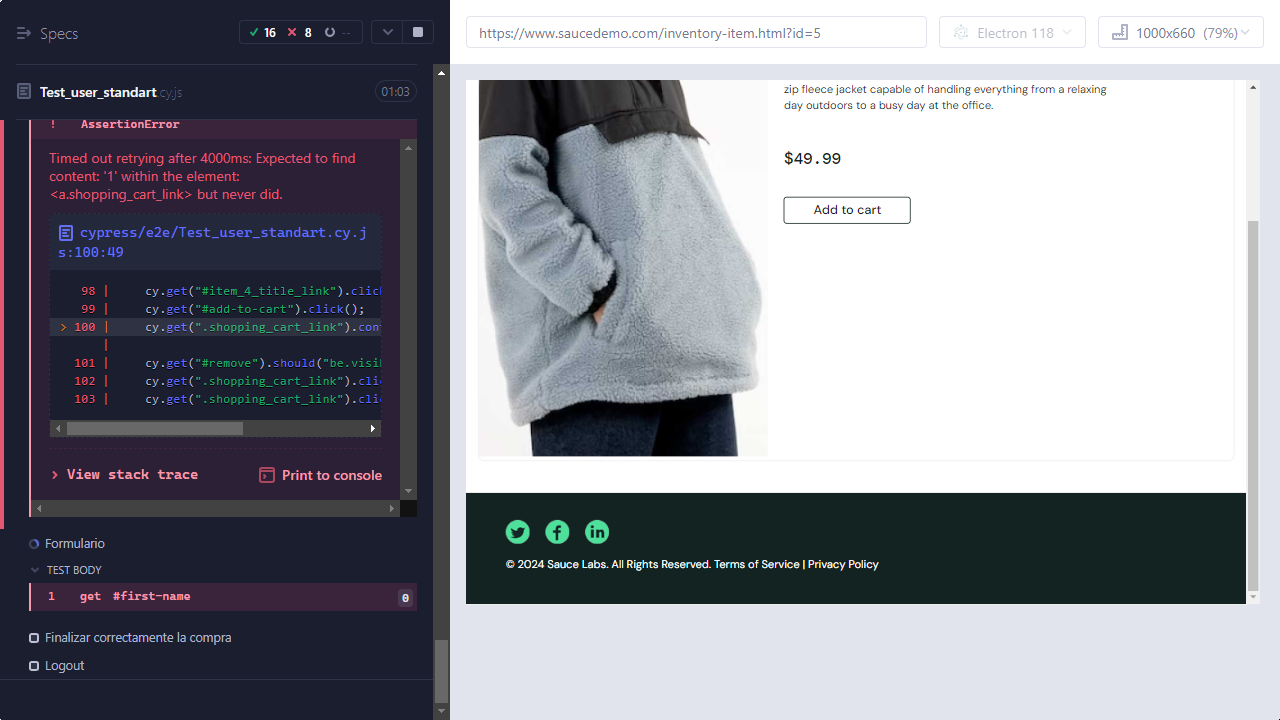 Specs
16
8
--
Test_user_standart cy.js
01:03
! AssertionError
Timed out retrying after 4000ms: Expected to find
content: '1' within the element:
<a.shopping_cart_link> but never did.
cypress/e2e/Test_user_standart.cy.j
s:100:49
98 | cy.get("#item_4_title_link").clic
99 | cy.get("#add-to-cart").click();
> 100 | cy.get(".shopping_cart_link").con
|
101 | cy.get("#remove").should("be.visi
102 | cy.get(".shopping_cart_link").cli
103 | cy.get(".shopping_cart_link").cli
View stack trace
Print to console
Formulario
TEST BODY
1 get #first-name 0
Finalizar correctamente la compra
Logout
https://www.saucedemo.com/inventory-item.html?id=5
Electron 118
1000x660 (79%)
zip fleece jacket capable of handling everything from a relaxing
day outdoors to a busy day at the office.
$49.99
Add to cart
© 2024 Sauce Labs. All Rights Reserved. Terms of Service | Privacy Policy